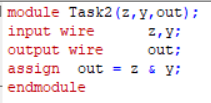 module Task2(z,y,out);
input wire z,y;
output wire out;
assign out = z & y;
endmodule